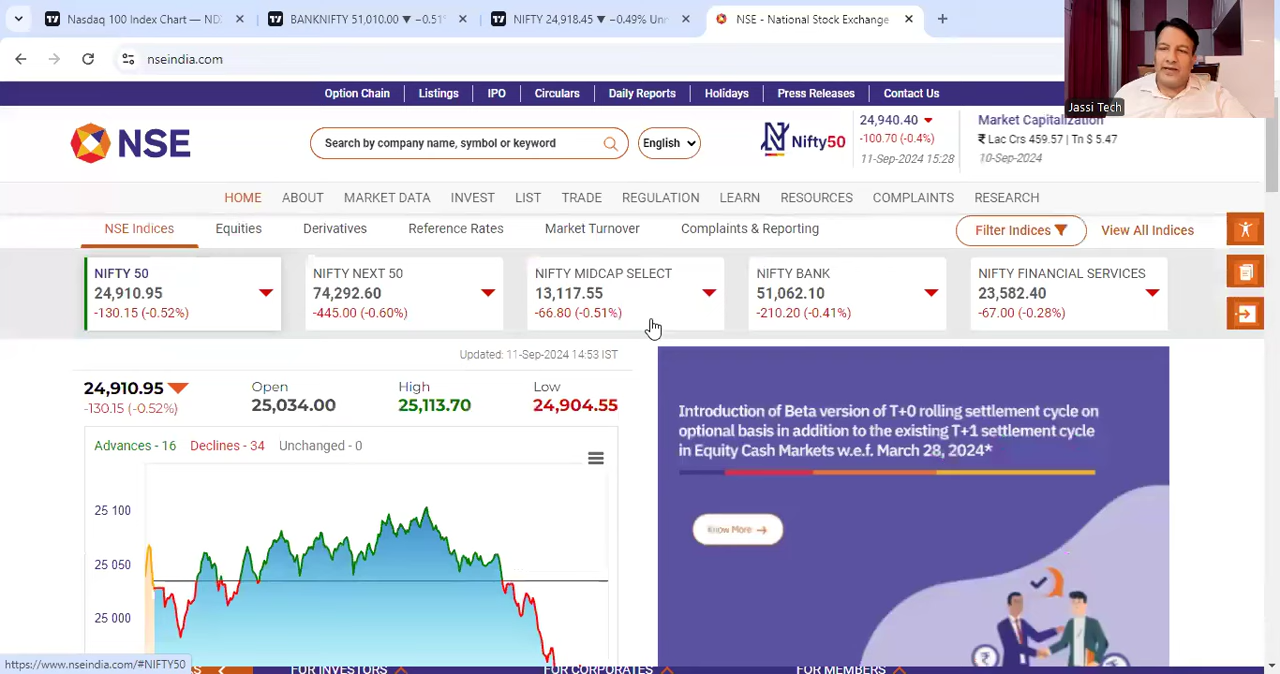 Nasdaq 100 Index Chart — ND
BANKNIFTY 51,010.00 ▼ −0.51%
NIFTY 24,918.45 ▼ −0.49% Unn
NSE - National Stock Exchange
nseindia.com
Jassi Tech
Option Chain
Listings
IPO
Circulars
Daily Reports
Holidays
Press Releases
Contact Us
NSE
Search by company name, symbol or keyword
English
Nifty50
24,940.40
-100.70 (-0.4%)
11-Sep-2024 15:28
Market Capitalization
₹ Lac Crs 459.57 | Tn $ 5.47
10-Sep-2024
HOME ABOUT MARKET DATA INVEST LIST TRADE REGULATION LEARN RESOURCES COMPLAINTS RESEARCH
NSE Indices Equities Derivatives Reference Rates Market Turnover Complaints & Reporting
Filter Indices
View All Indices
NIFTY 50
24,910.95
-130.15 (-0.52%)
NIFTY NEXT 50
74,292.60
-445.00 (-0.60%)
NIFTY MIDCAP SELECT
13,117.55
-66.80 (-0.51%)
NIFTY BANK
51,062.10
-210.20 (-0.41%)
NIFTY FINANCIAL SERVICES
23,582.40
-67.00 (-0.28%)
Updated: 11-Sep-2024 14:53 IST
24,910.95
-130.15 (-0.52%)
Open
25,034.00
High
25,113.70
Low
24,904.55
Advances - 16 Declines - 34 Unchanged - 0
25 100
25 050
25 000
Introduction of Beta version of T+0 rolling settlement cycle on
optional basis in addition to the existing T+1 settlement cycle
in Equity Cash Markets w.e.f. March 28, 2024*
Know More →
https://www.nseindia.com/#NIFTY50
FOR INVESTORS
FOR CORPORATES
FOR MEMBERS